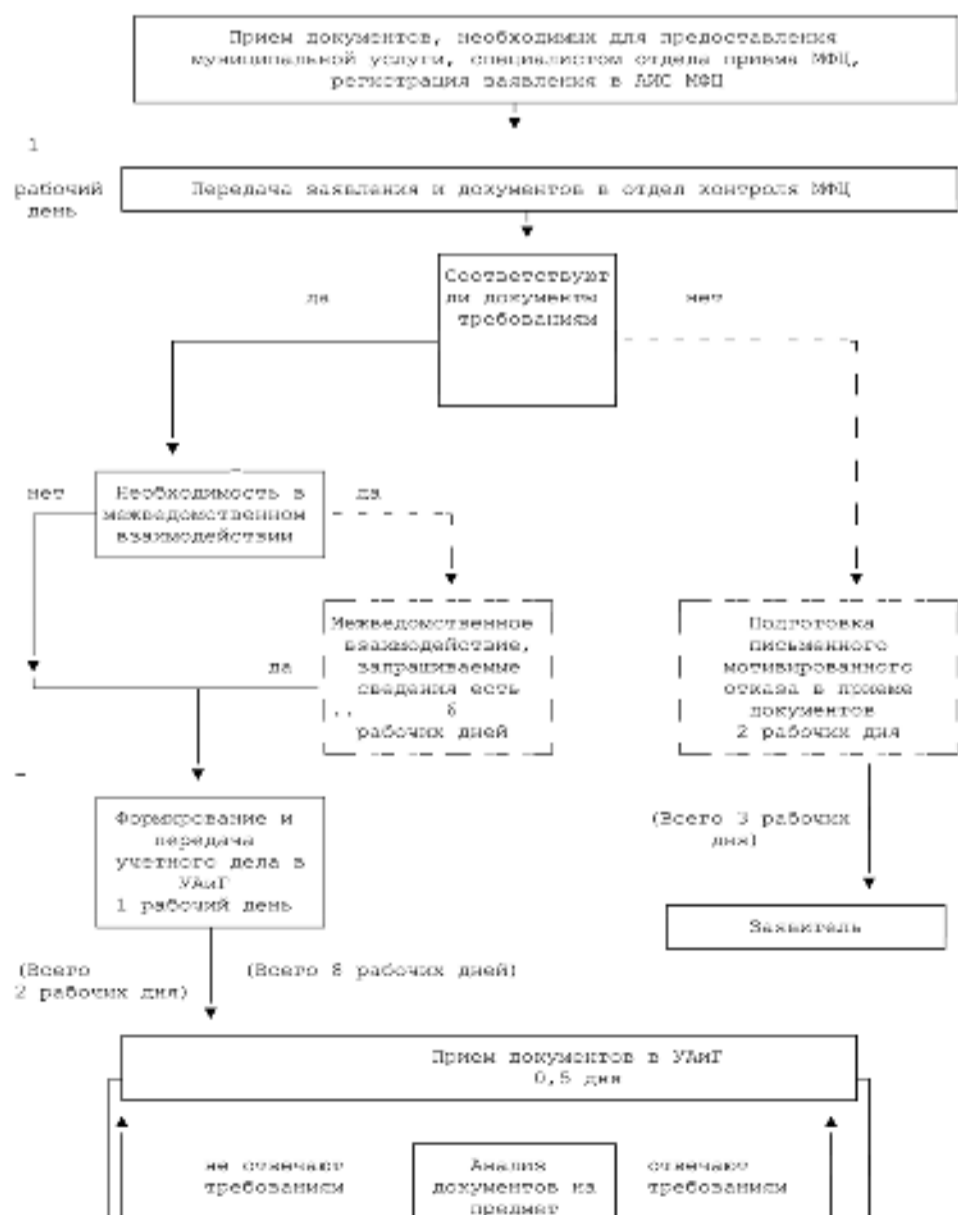 Прием документов, необходимых для предоставления
муниципальной услуги, специалистом отдела приема МФЦ,
регистрация заявления в АИС МФЦ
1
рабочий
день
Передача заявления и документов в отдел контроля МФЦ
Соответствуют
ли документы
требованиям
да
нет
нет
Необходимость в
межведомственном
взаимодействии
да
Межведомственное
взаимодействие,
запрашиваемые
сведения есть
.. 6
рабочих дней
да
Подготовка
письменного
мотивированного
отказа в приеме
документов
2 рабочих дня
Формирование и
передача
учетного дела в
УАиГ
1 рабочий день
(Всего 3 рабочих
дня)
Заявитель
(Всего
2 рабочих дня)
(Всего 8 рабочих дней)
Прием документов в УАиГ
0,5 дня
не отвечают
требованиям
Анализ
документов на
предмет
отвечают
требованиям